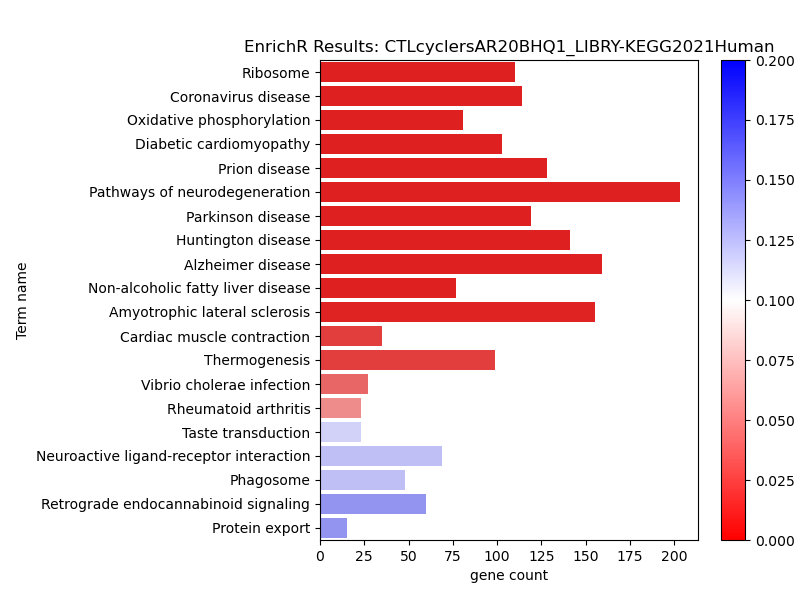 EnrichR Results: CTLcyclersAR20BHQ1_LIBRY-KEGG2021Human
Term name
Ribosome
Coronavirus disease
Oxidative phosphorylation
Diabetic cardiomyopathy
Prion disease
Pathways of neurodegeneration
Parkinson disease
Huntington disease
Alzheimer disease
Non-alcoholic fatty liver disease
Amyotrophic lateral sclerosis
Cardiac muscle contraction
Thermogenesis
Vibrio cholerae infection
Rheumatoid arthritis
Taste transduction
Neuroactive ligand-receptor interaction
Phagosome
Retrograde endocannabinoid signaling
Protein export
0 25 50 75 100 125 150 175 200
gene count
0.200
0.175
0.150
0.125
0.100
0.075
0.050
0.025
0.000